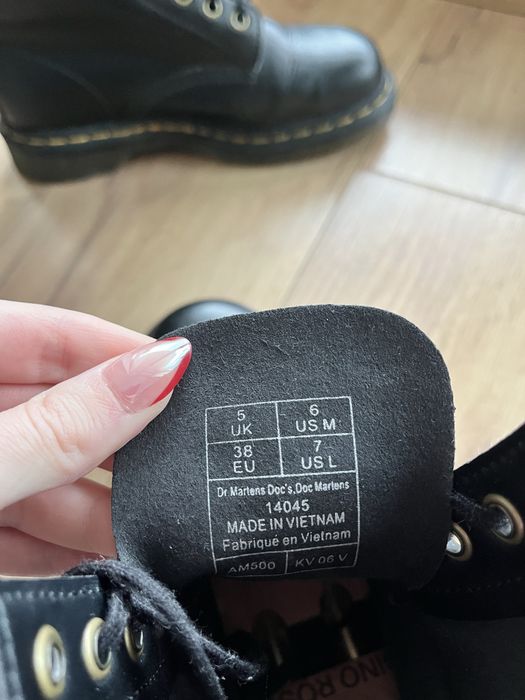 5 6
UK US M
38 7
EU US L
Dr Martens Doc's,Doc Martens
14045
MADE IN VIETNAM
Fabriqué en Vietnam
AM500 KV 06 V